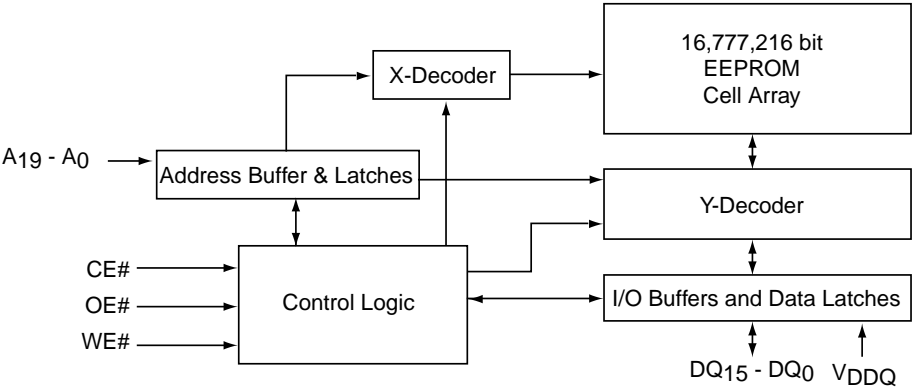 16,777,216 bit
EEPROM
Cell Array
X-Decoder
A19 - A0
Address Buffer & Latches
Y-Decoder
CE#
OE#
WE#
Control Logic
I/O Buffers and Data Latches
DQ15 - DQ0
VDDQ